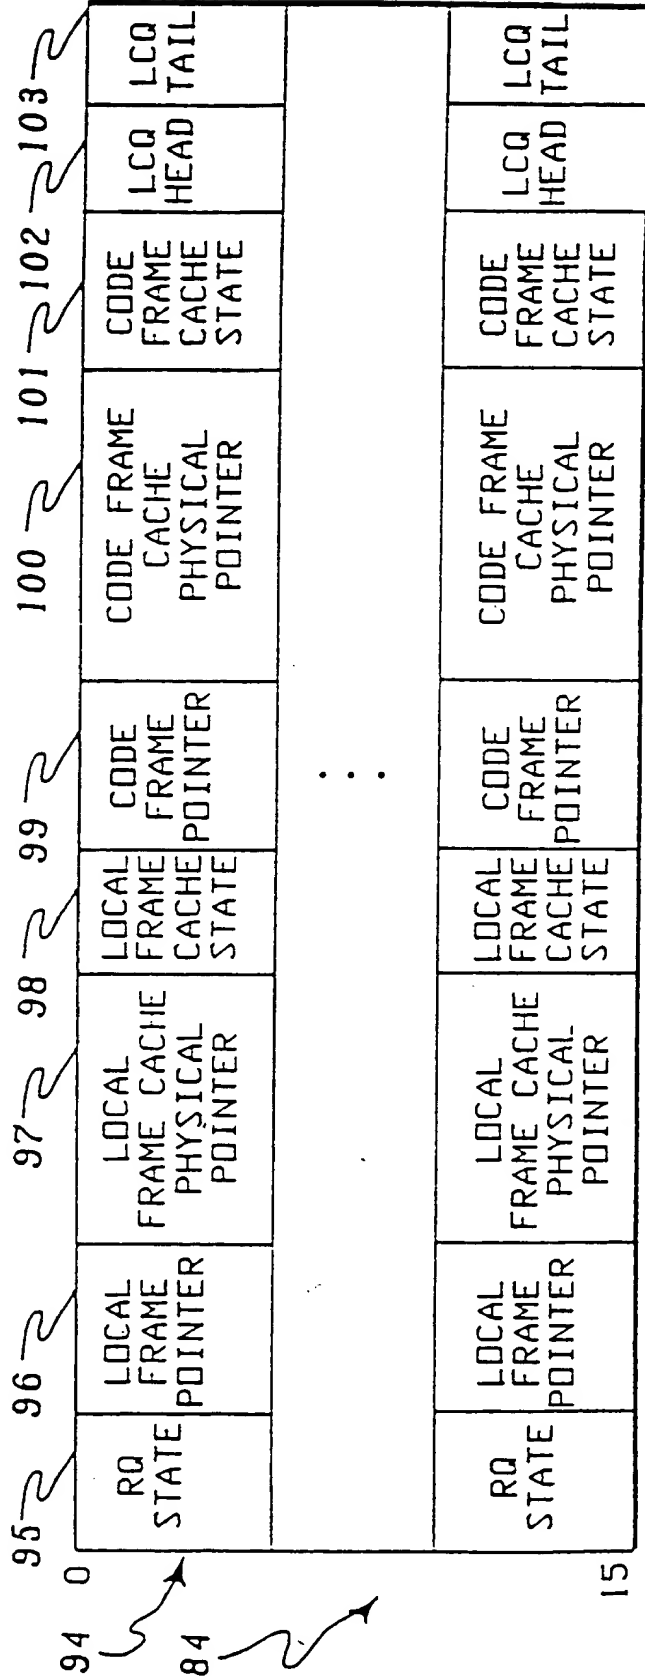 95 96 97 98 99 100 101 102 103
94
84
0
RQ
STATE
LOCAL
FRAME
POINTER
LOCAL
FRAME CACHE
PHYSICAL
POINTER
LOCAL
FRAME
CACHE
STATE
CODE
FRAME
POINTER
CODE FRAME
CACHE
PHYSICAL
POINTER
CODE
FRAME
CACHE
STATE
LCQ
HEAD
LCQ
TAIL
...
15
RQ
STATE
LOCAL
FRAME
POINTER
LOCAL
FRAME CACHE
PHYSICAL
POINTER
LOCAL
FRAME
CACHE
STATE
CODE
FRAME
POINTER
CODE FRAME
CACHE
PHYSICAL
POINTER
CODE
FRAME
CACHE
STATE
LCQ
HEAD
LCQ
TAIL